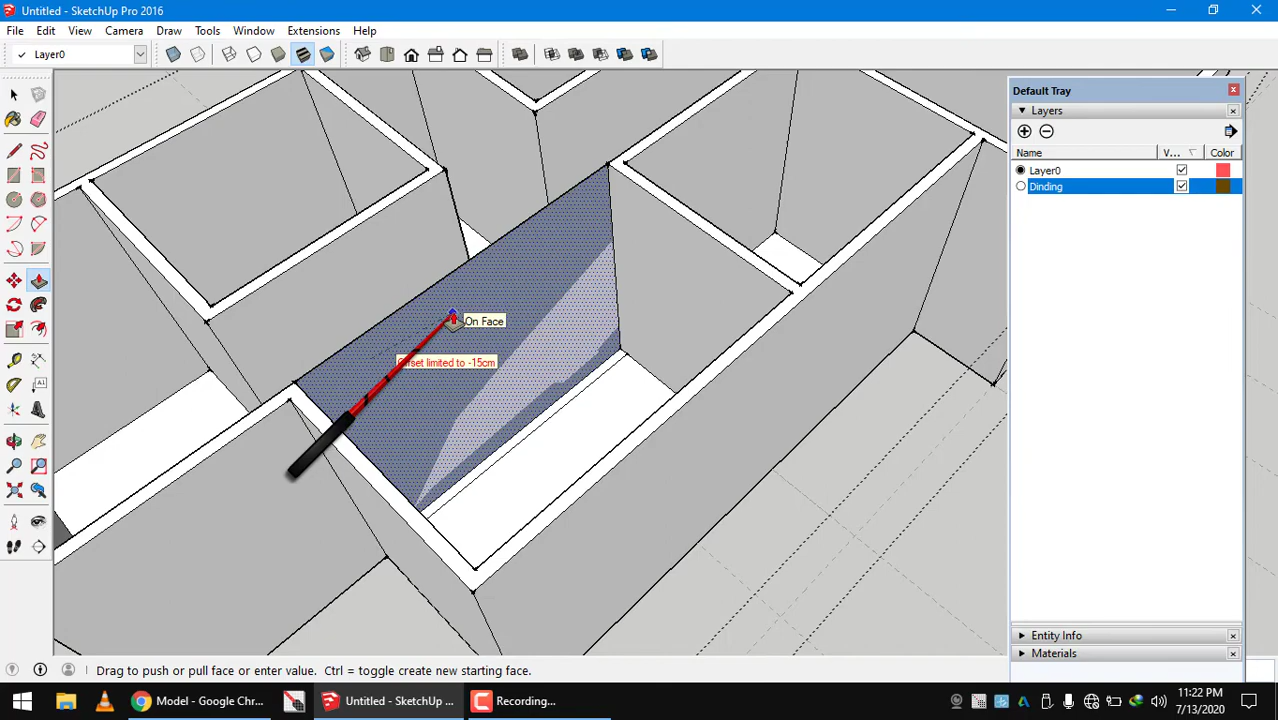 Untitled - SketchUp Pro 2016
File Edit View Camera Draw Tools Window Extensions Help
Layer0
Default Tray
Layers
Name V... Color
Layer0
Dinding
On Face
Offset limited to -15cm
Entity Info
Materials
Drag to push or pull face or enter value. Ctrl = toggle create new starting face.
Model - Google Chr...
Untitled - SketchUp ...
Recording...
11:22 PM
7/13/2020